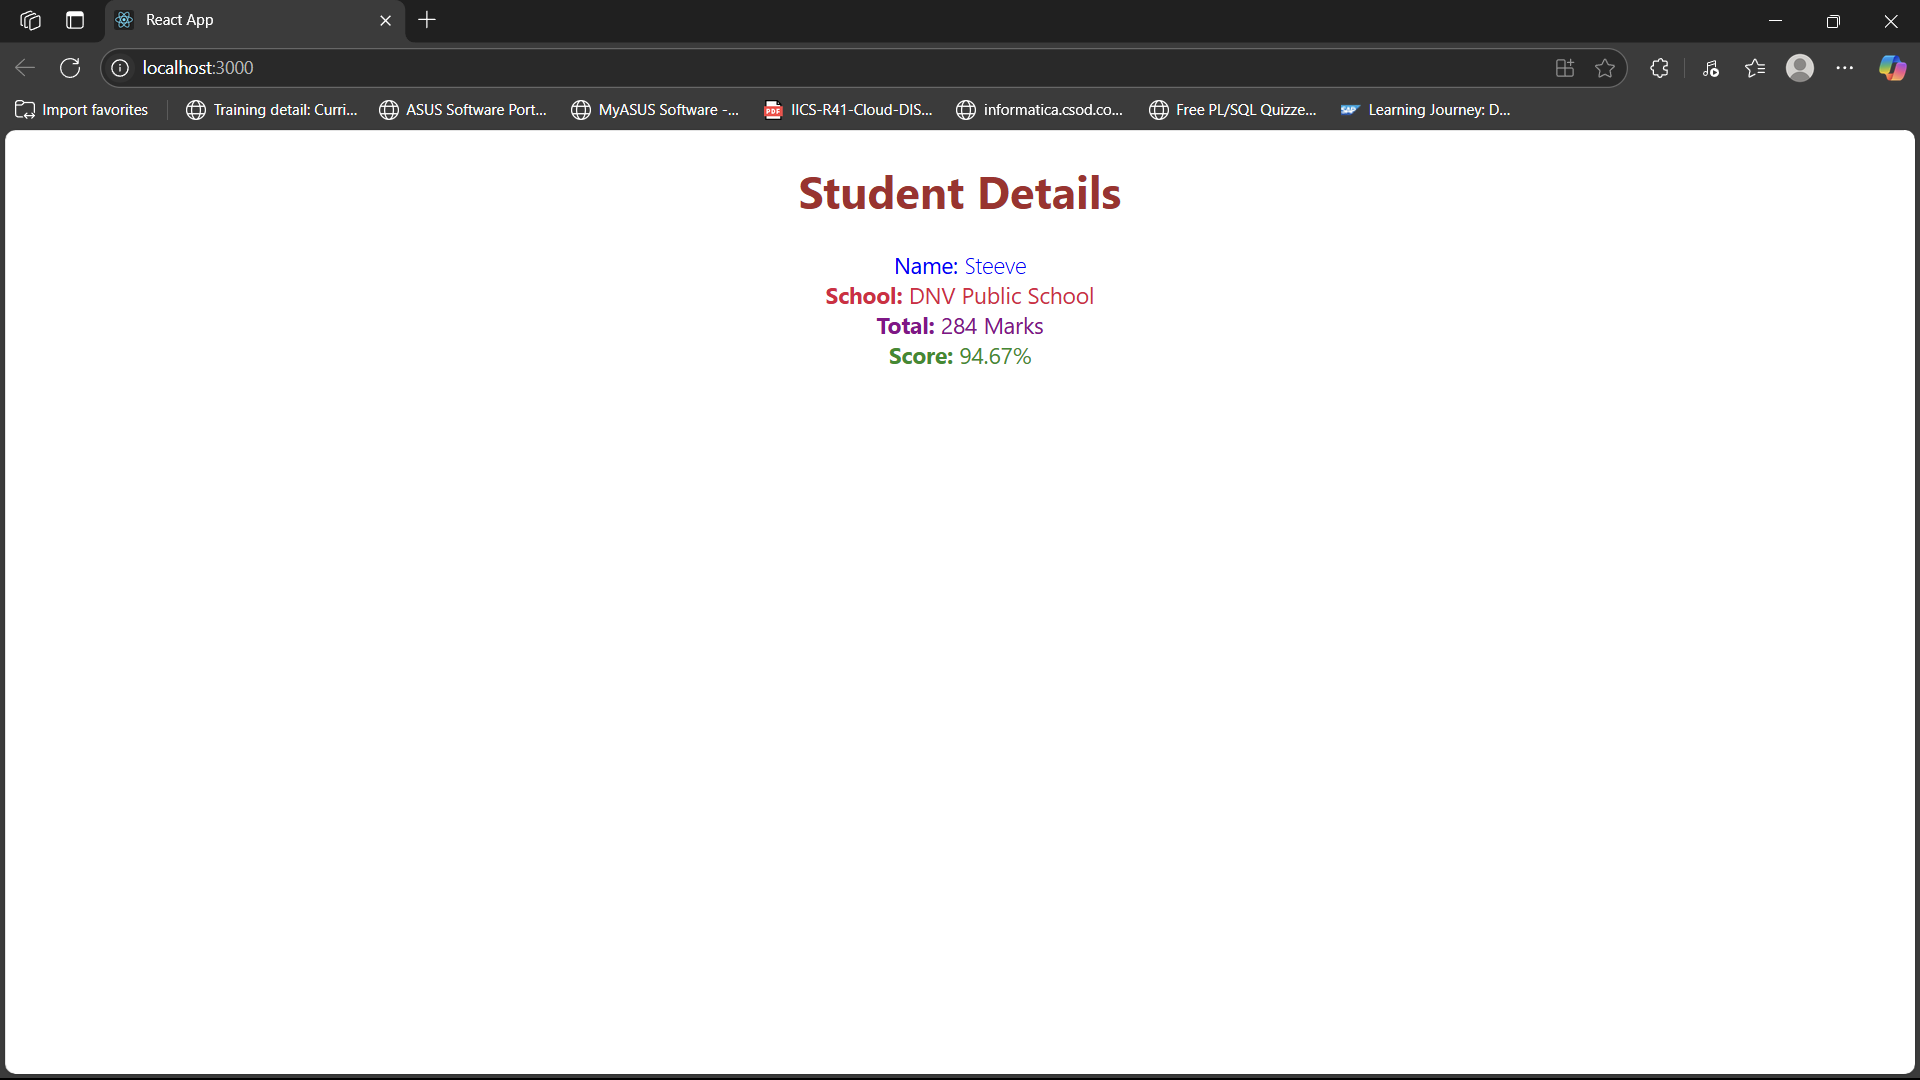 React App
localhost:3000
Import favorites
Training detail: Curri...
ASUS Software Port...
MyASUS Software -...
PDF
IICS-R41-Cloud-DIS...
informatica.csod.co...
Free PL/SQL Quizze...
SAP
Learning Journey: D...
Student Details
Name: Steeve
School: DNV Public School
Total: 284 Marks
Score: 94.67%